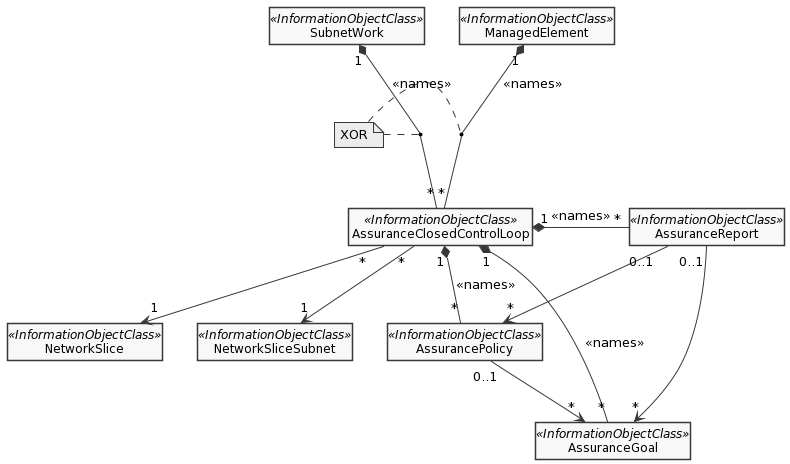 «InformationObjectClass»
SubnetWork
«InformationObjectClass»
ManagedElement
1
1
«names»
«names»
XOR
*
*
«InformationObjectClass»
AssuranceClosedControlLoop
1
«names»
*
«InformationObjectClass»
AssuranceReport
*
*
1
1
0..1
0..1
«names»
1
1
*
*
«InformationObjectClass»
NetworkSlice
«InformationObjectClass»
NetworkSliceSubnet
«InformationObjectClass»
AssurancePolicy
«names»
0..1
*
*
*
«InformationObjectClass»
AssuranceGoal